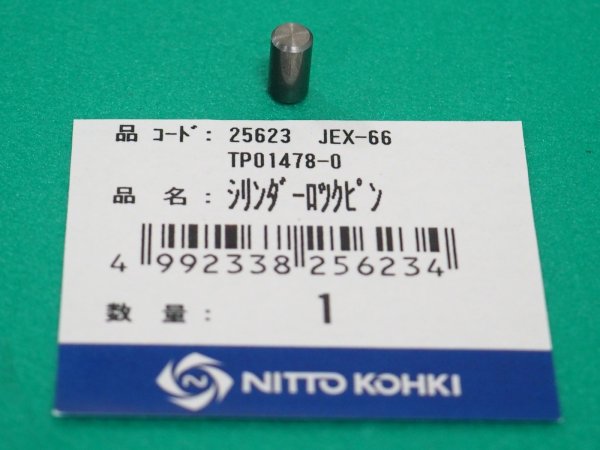 品 ｺｰﾄﾞ: 25623 JEX-66
TP01478-0
品 名: ｼﾘﾝﾀﾞｰﾛｯｸﾋﾟﾝ
4 992338 256234
数 量: 1
NITTO KOHKI